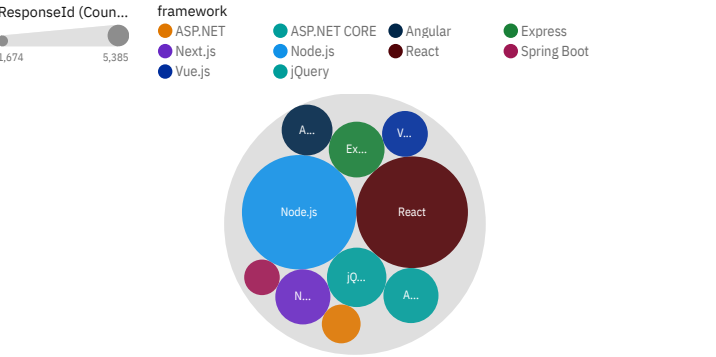 ResponseId (Coun...
1,674 5,385
framework
ASP.NET ASP.NET CORE Angular Express
Next.js Node.js React Spring Boot
Vue.js jQuery
A...
V...
Ex...
Node.js React
jQ...
N...
A...